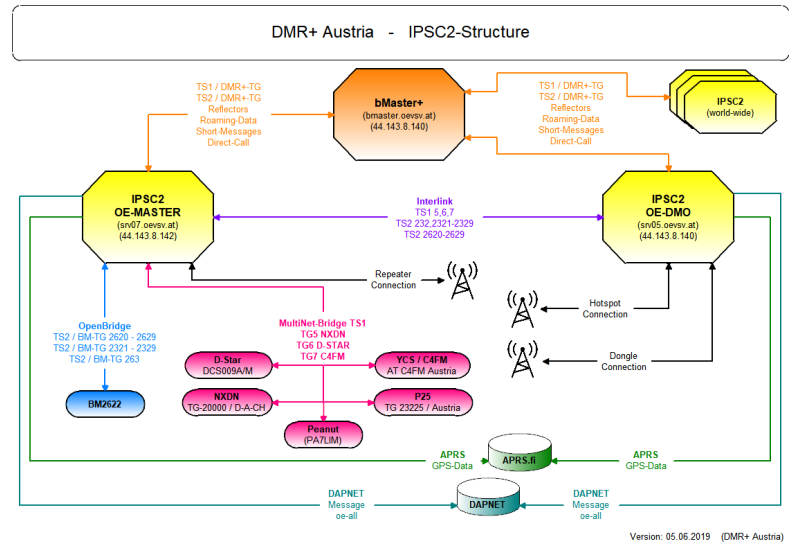 DMR+ Austria - IPSC2-Structure
TS1 / DMR+-TG
TS2 / DMR+-TG
Reflectors
Roaming-Data
Short-Messages
Direct-Call
bMaster+
(bmaster.oevsv.at)
(44.143.8.140)
TS1 / DMR+-TG
TS2 / DMR+-TG
Reflectors
Roaming-Data
Short-Messages
Direct-Call
IPSC2
(world-wide)
IPSC2
OE-MASTER
(srv07.oevsv.at)
(44.143.8.142)
Interlink
TS1 5,6,7
TS2 232,2321-2329
TS2 2620-2629
IPSC2
OE-DMO
(srv05.oevsv.at)
(44.143.8.140)
Repeater
Connection
Hotspot
Connection
Dongle
Connection
OpenBridge
TS2 / BM-TG 2620 - 2629
TS2 / BM-TG 2321 - 2329
TS2 / BM-TG 263
BM2622
MultiNet-Bridge TS1
TG5 NXDN
TG6 D-STAR
TG7 C4FM
D-Star
DCS009A/M
YCS / C4FM
AT C4FM Austria
NXDN
TG-20000 / D-A-CH
P25
TG 23225 / Austria
Peanut
(PA7LIM)
APRS
GPS-Data
APRS.fi
APRS
GPS-Data
DAPNET
Message
oe-all
DAPNET
DAPNET
Message
oe-all
Version: 05.06.2019 (DMR+ Austria)